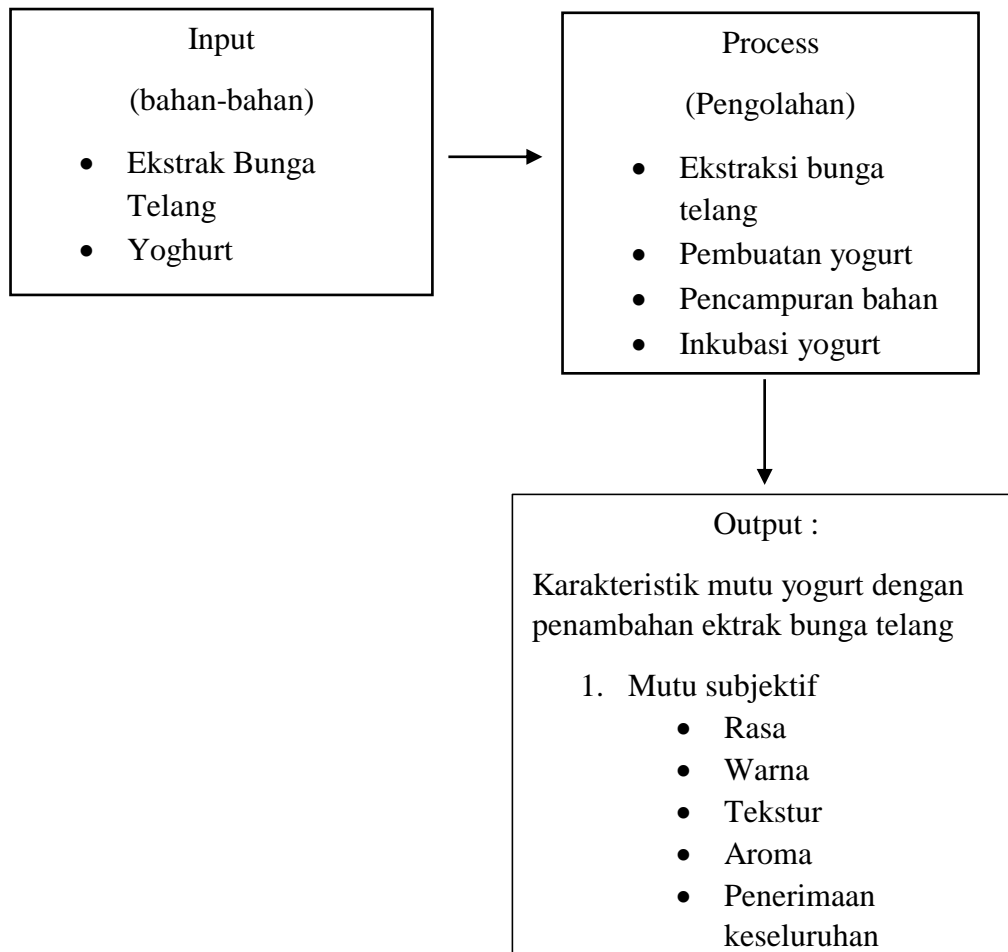 Input
(bahan-bahan)
• Ekstrak Bunga
Telang
• Yoghurt
Process
(Pengolahan)
• Ekstraksi bunga
telang
• Pembuatan yogurt
• Pencampuran bahan
• Inkubasi yogurt
Output :
Karakteristik mutu yogurt dengan
penambahan ektrak bunga telang
1. Mutu subjektif
• Rasa
• Warna
• Tekstur
• Aroma
• Penerimaan
keseluruhan